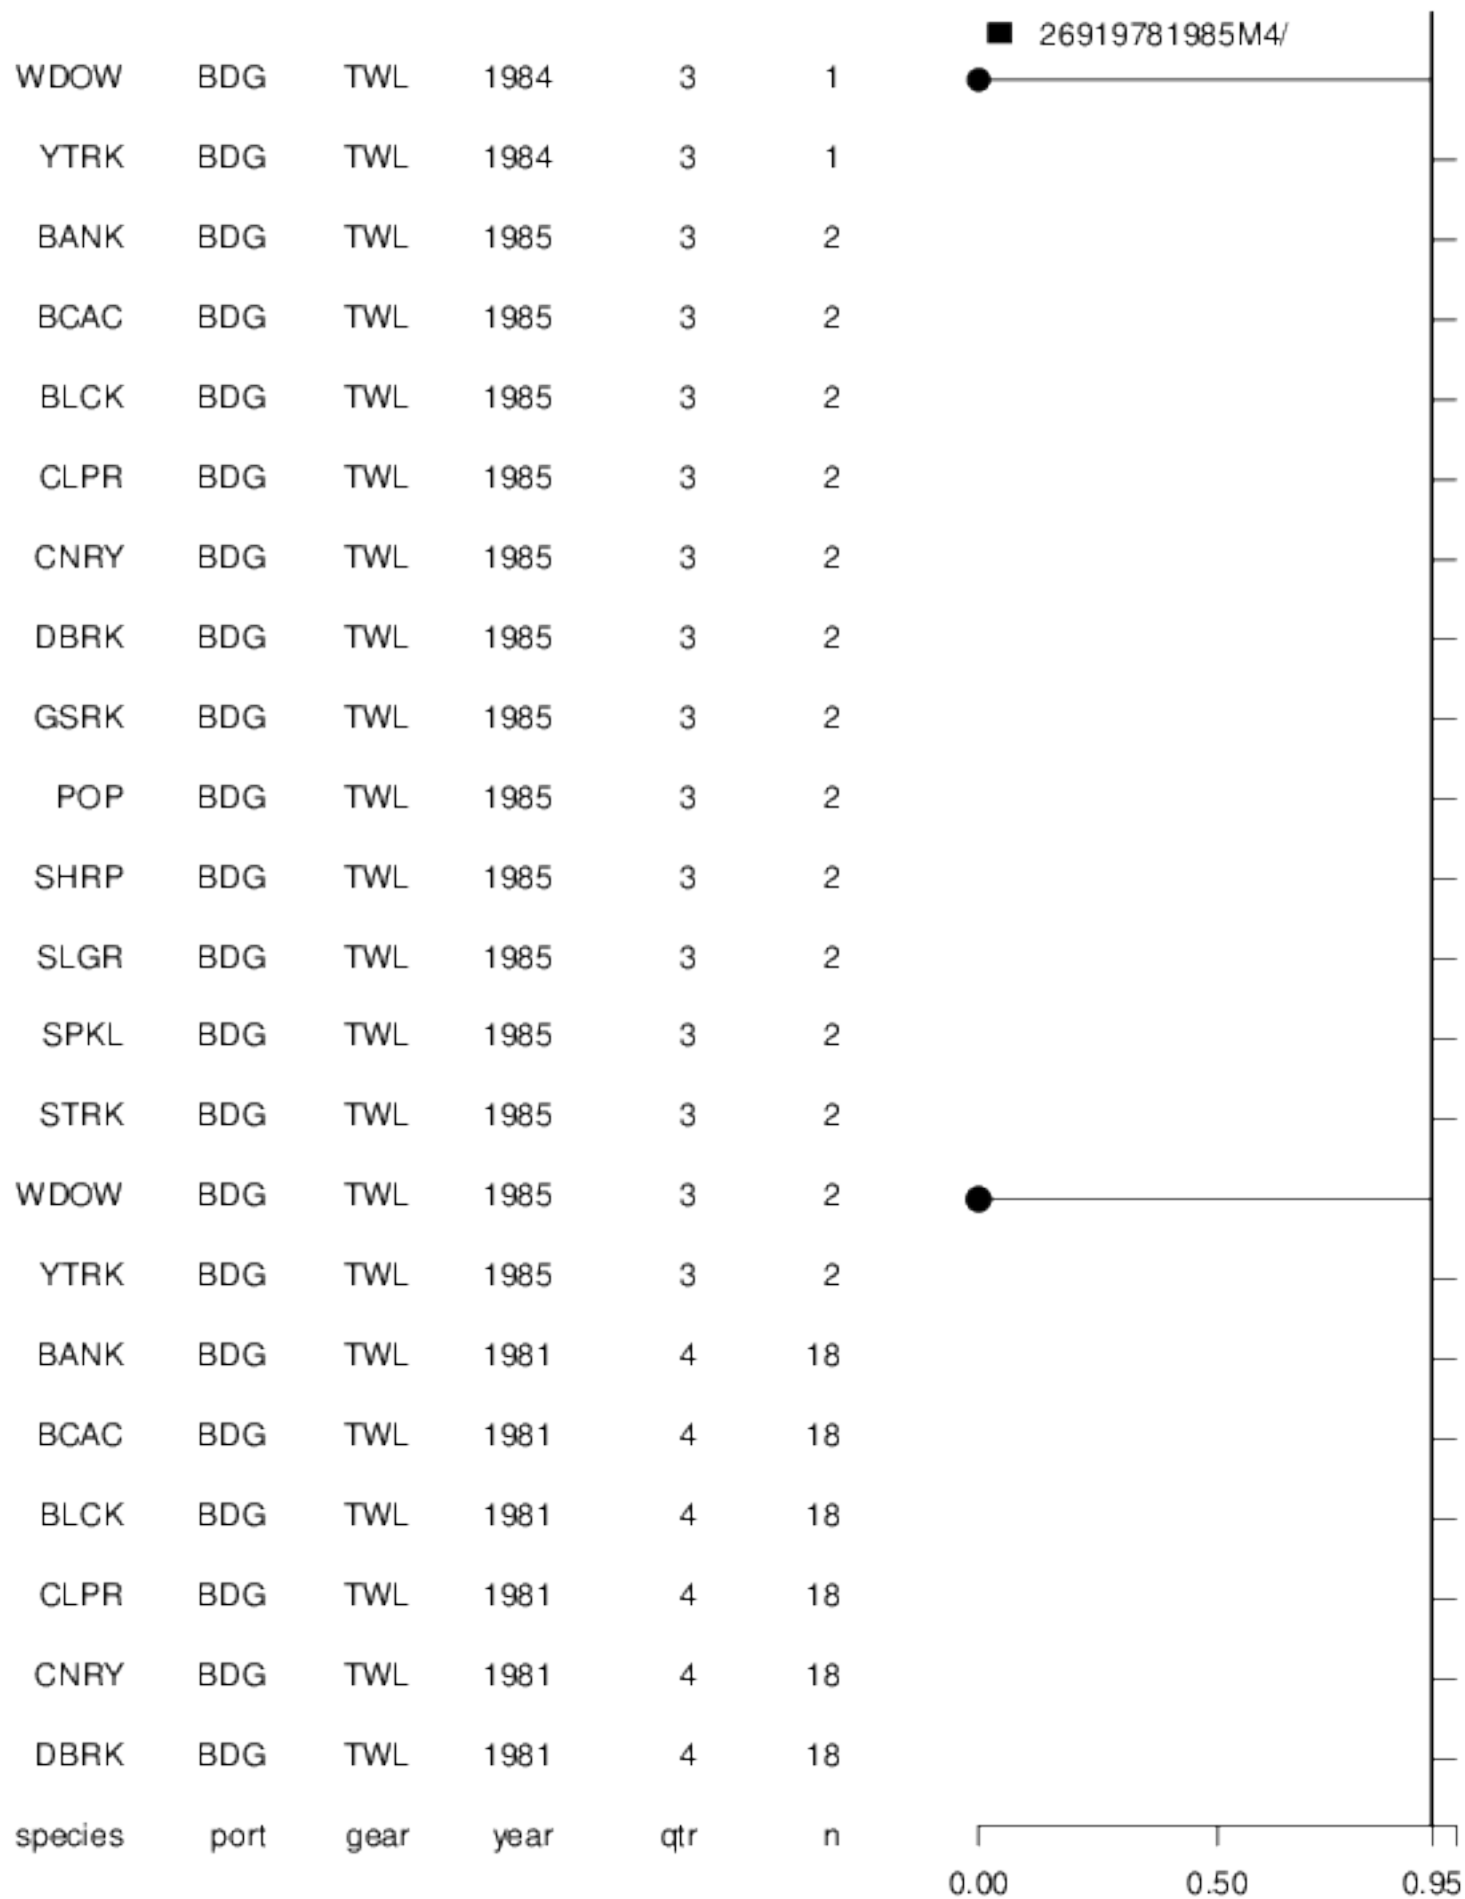 26919781985M4/
WDOW BDG TWL 1984 3 1
YTRK BDG TWL 1984 3 1
BANK BDG TWL 1985 3 2
BCAC BDG TWL 1985 3 2
BLCK BDG TWL 1985 3 2
CLPR BDG TWL 1985 3 2
CNRY BDG TWL 1985 3 2
DBRK BDG TWL 1985 3 2
GSRK BDG TWL 1985 3 2
POP BDG TWL 1985 3 2
SHRP BDG TWL 1985 3 2
SLGR BDG TWL 1985 3 2
SPKL BDG TWL 1985 3 2
STRK BDG TWL 1985 3 2
WDOW BDG TWL 1985 3 2
YTRK BDG TWL 1985 3 2
BANK BDG TWL 1981 4 18
BCAC BDG TWL 1981 4 18
BLCK BDG TWL 1981 4 18
CLPR BDG TWL 1981 4 18
CNRY BDG TWL 1981 4 18
DBRK BDG TWL 1981 4 18
species port gear year qtr n
0.00 0.50 0.95